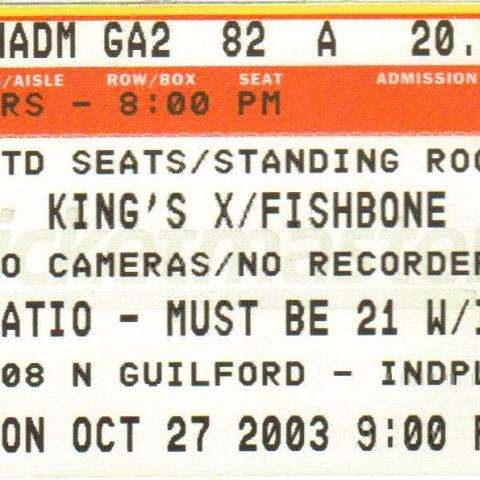 NADM GA2 82 A 20.
/AISLE ROW/BOX SEAT ADMISSION
RS - 8:00 PM
TD SEATS/STANDING ROO
KING'S X/FISHBONE
ticketmaster
O CAMERAS/NO RECORDER
ATIO - MUST BE 21 W/I
08 N GUILFORD - INDPL
ON OCT 27 2003 9:00 P